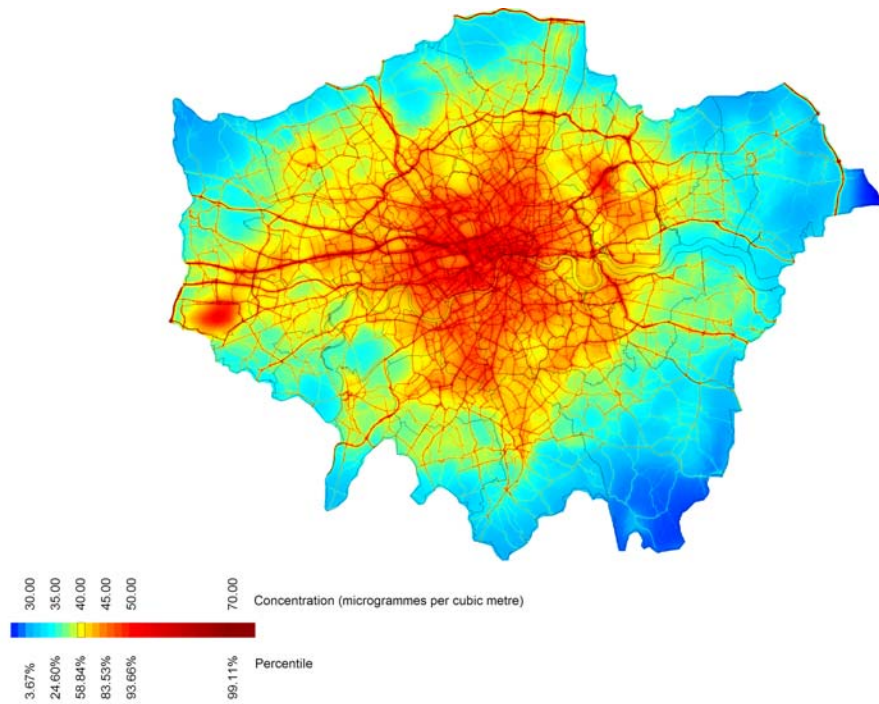 30.00 35.00 40.00 45.00 50.00 70.00 Concentration (microgrammes per cubic metre)
3.67% 24.60% 58.84% 83.53% 93.66% 99.11% Percentile